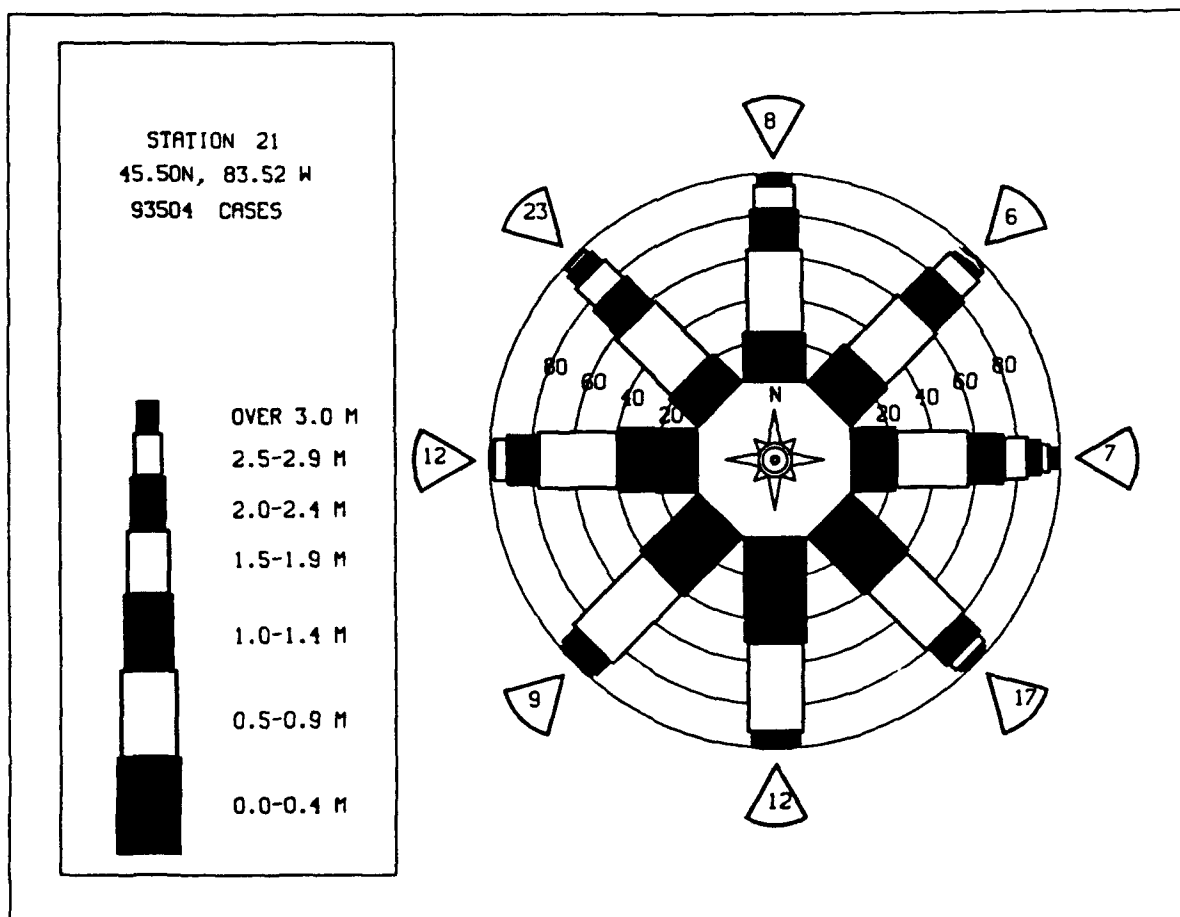 STATION 21
45.50N, 83.52 W
93504 CASES
OVER 3.0 M
2.5-2.9 M
2.0-2.4 M
1.5-1.9 M
1.0-1.4 M
0.5-0.9 M
0.0-0.4 M
8
23
6
80
60
40
20
N
20
40
60
80
12
7
9
17
12